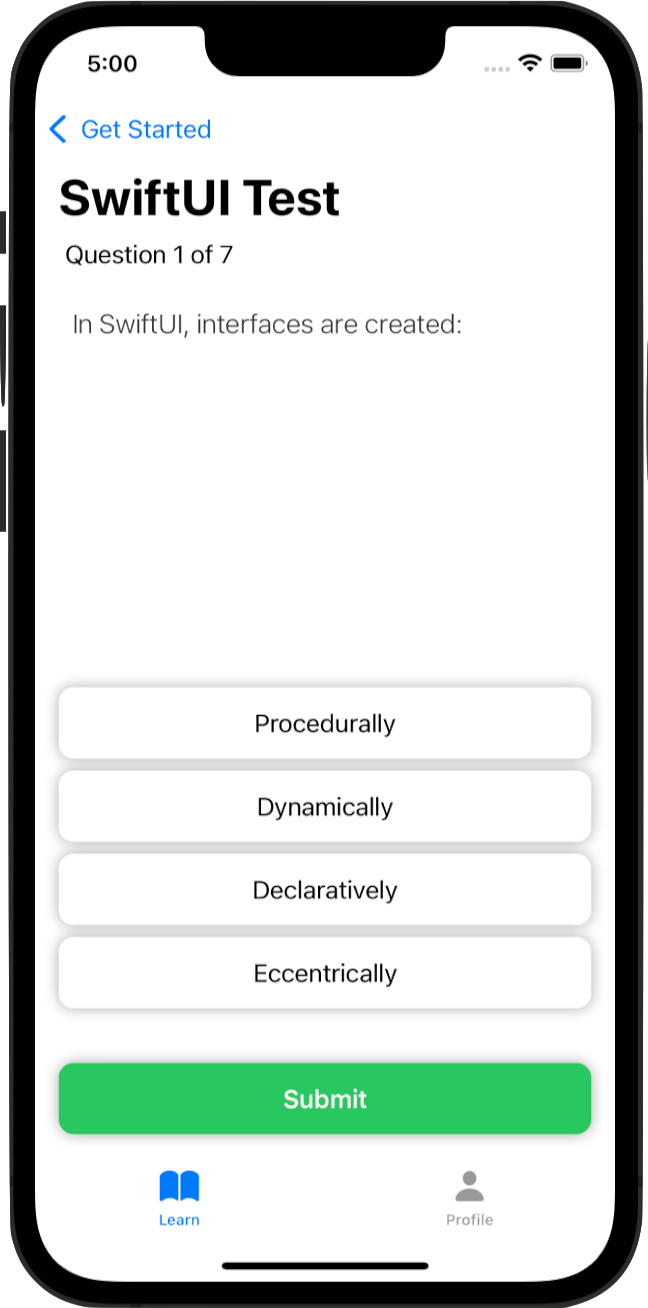 5:00
Get Started
SwiftUI Test
Question 1 of 7
In SwiftUI, interfaces are created:
Procedurally
Dynamically
Declaratively
Eccentrically
Submit
Learn
Profile